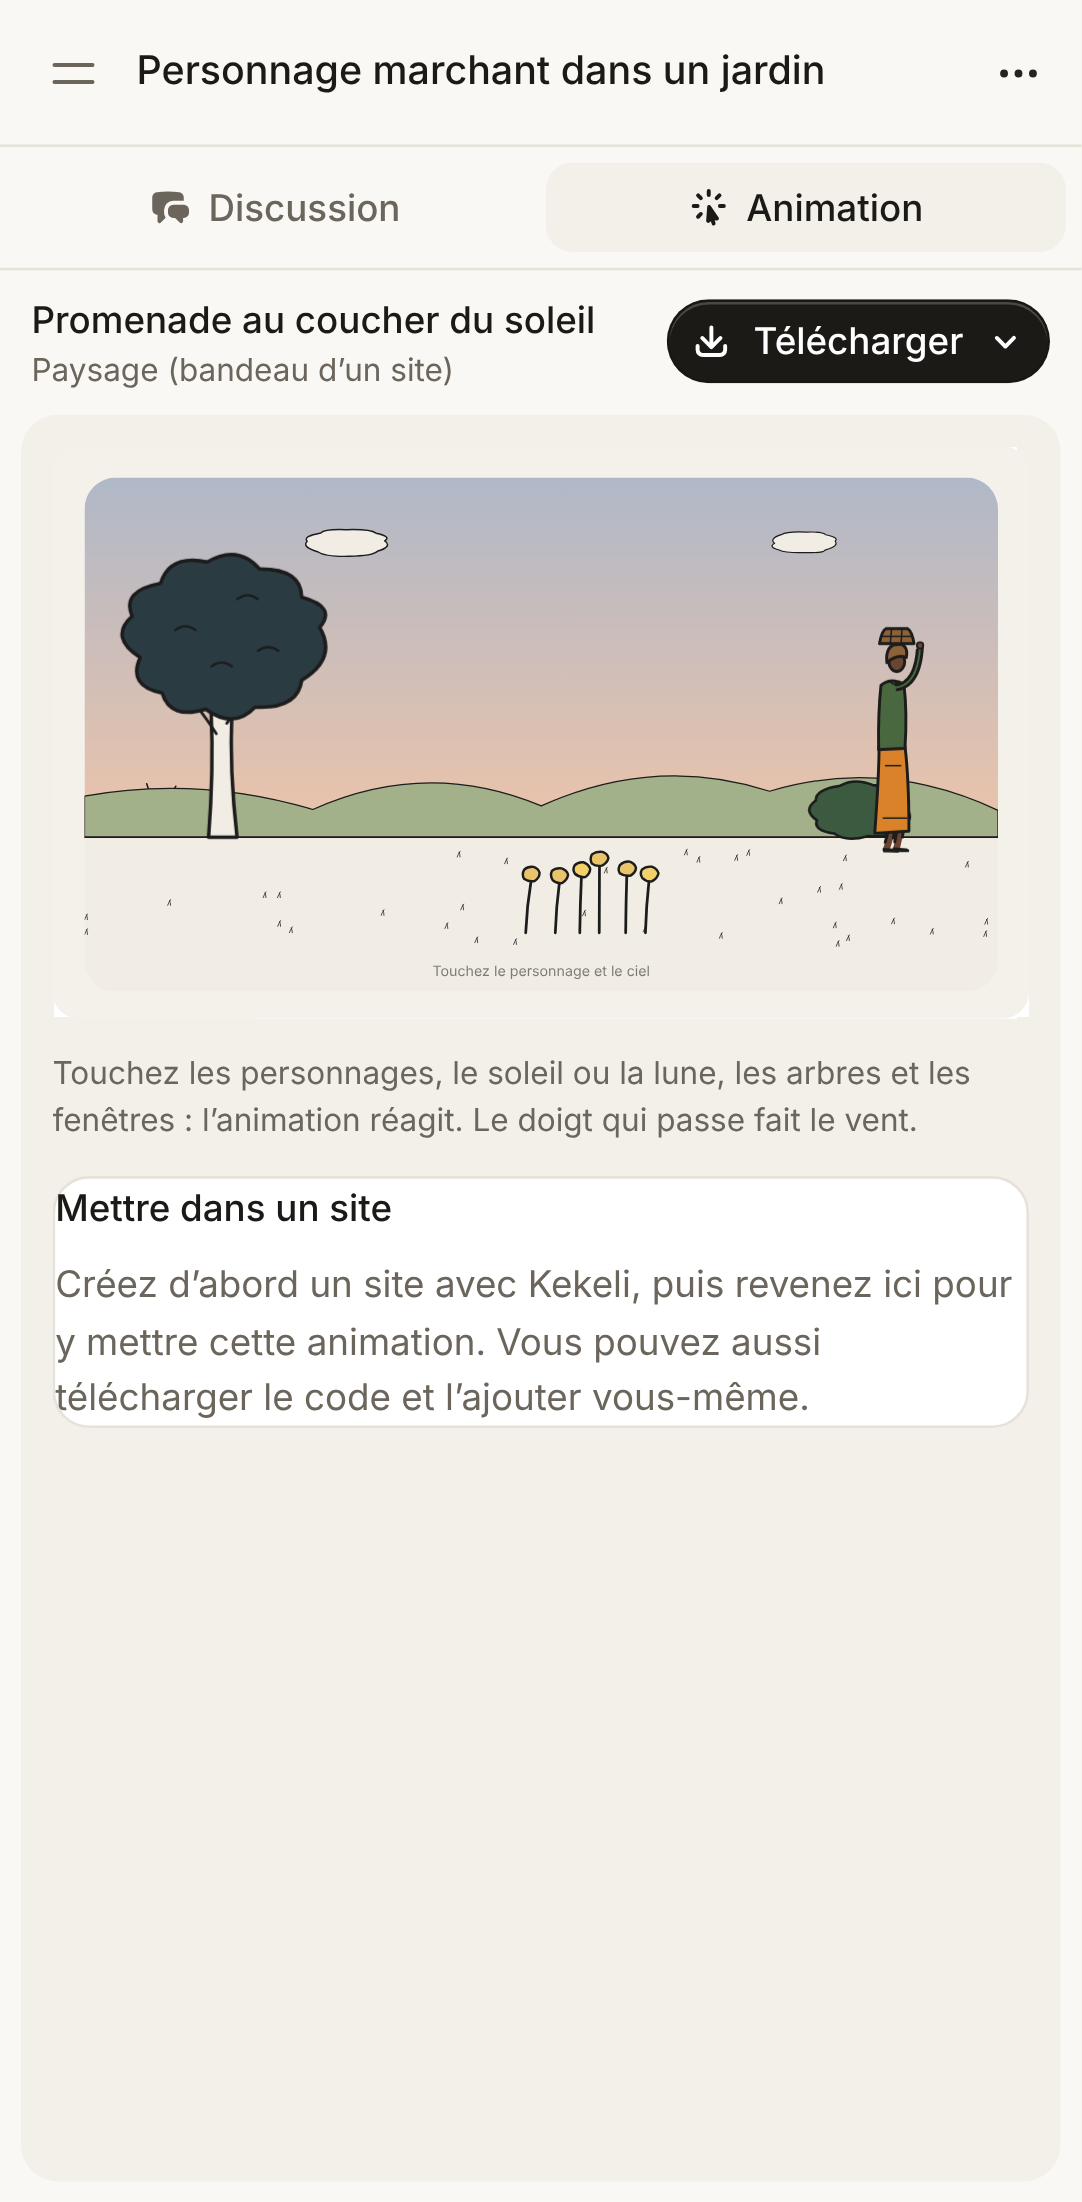 Personnage marchant dans un jardin
Discussion
Animation
Promenade au coucher du soleil
Paysage (bandeau d’un site)
Télécharger
Touchez le personnage et le ciel
Touchez les personnages, le soleil ou la lune, les arbres et les
fenêtres : l’animation réagit. Le doigt qui passe fait le vent.
Mettre dans un site
Créez d’abord un site avec Kekeli, puis revenez ici pour
y mettre cette animation. Vous pouvez aussi
télécharger le code et l’ajouter vous-même.